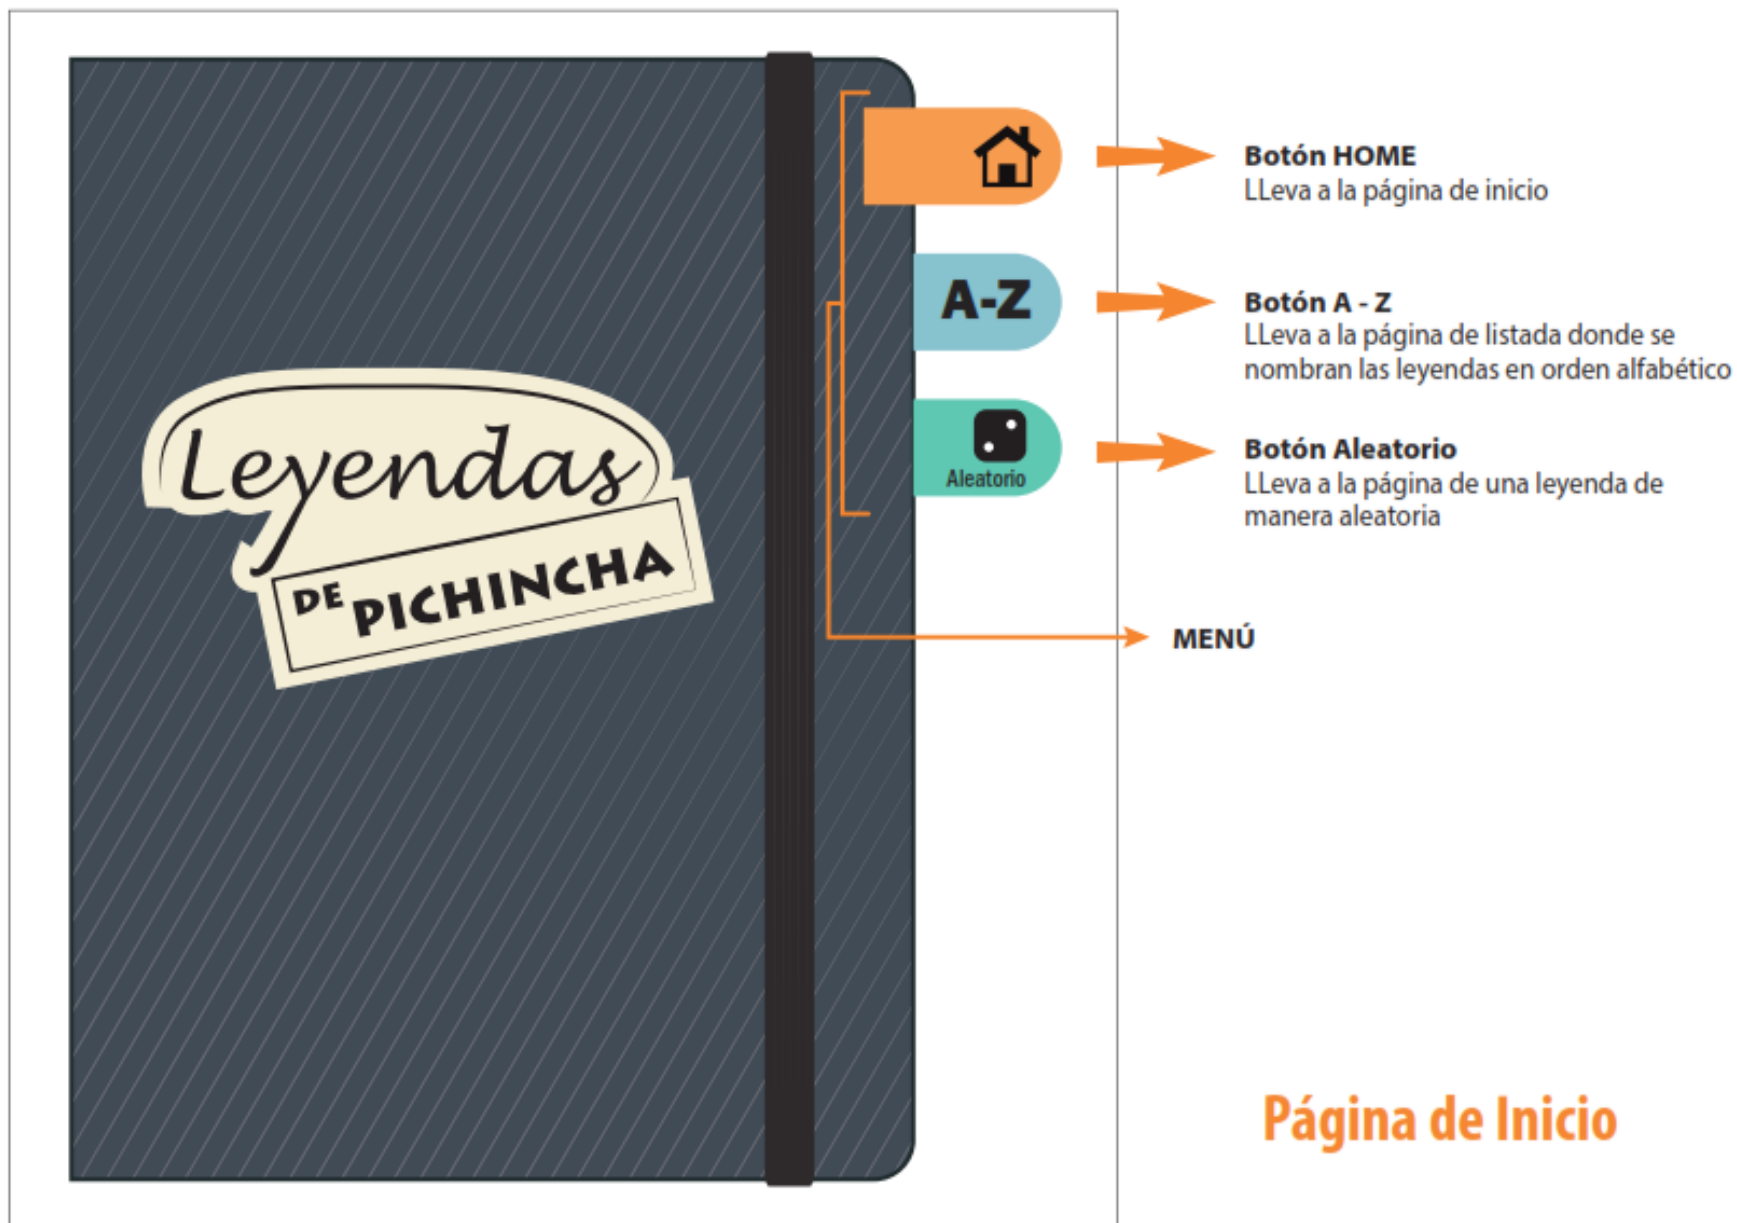 Leyendas
DE PICHINCHA
A-Z
Aleatorio
Botón HOME
LLeva a la página de inicio
Botón A - Z
LLeva a la página de listada donde se
nombran las leyendas en orden alfabético
Botón Aleatorio
LLeva a la página de una leyenda de
manera aleatoria
MENÚ
Página de Inicio